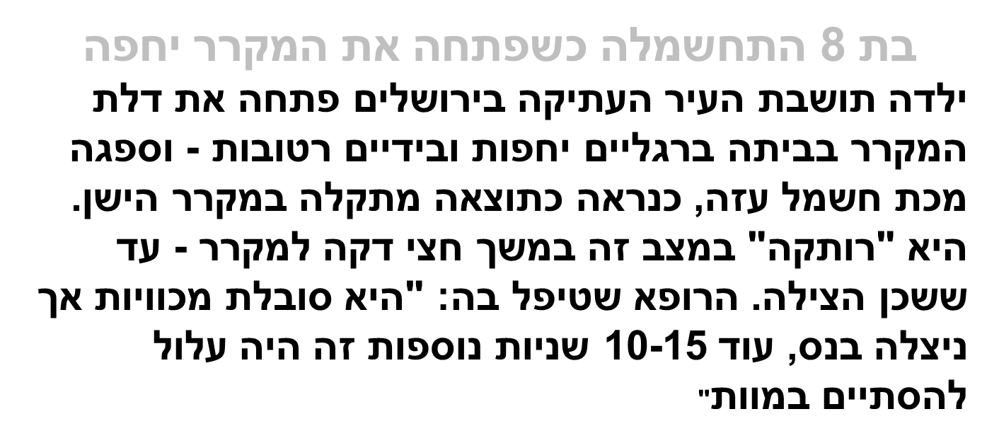 בת 8 התחשמלה כשפתחה את המקרר יחפה
ילדה תושבת העיר העתיקה בירושלים פתחה את דלת
המקרר בביתה ברגליים יחפות ובידיים רטובות - וספגה
מכת חשמל עזה, כנראה כתוצאה מתקלה במקרר הישן.
היא "רותקה" במצב זה במשך חצי דקה למקרר - עד
ששכן הצילה. הרופא שטיפל בה: "היא סובלת מכוויות אך
ניצלה בנס, עוד 10-15 שניות נוספות זה היה עלול
להסתיים במוות"